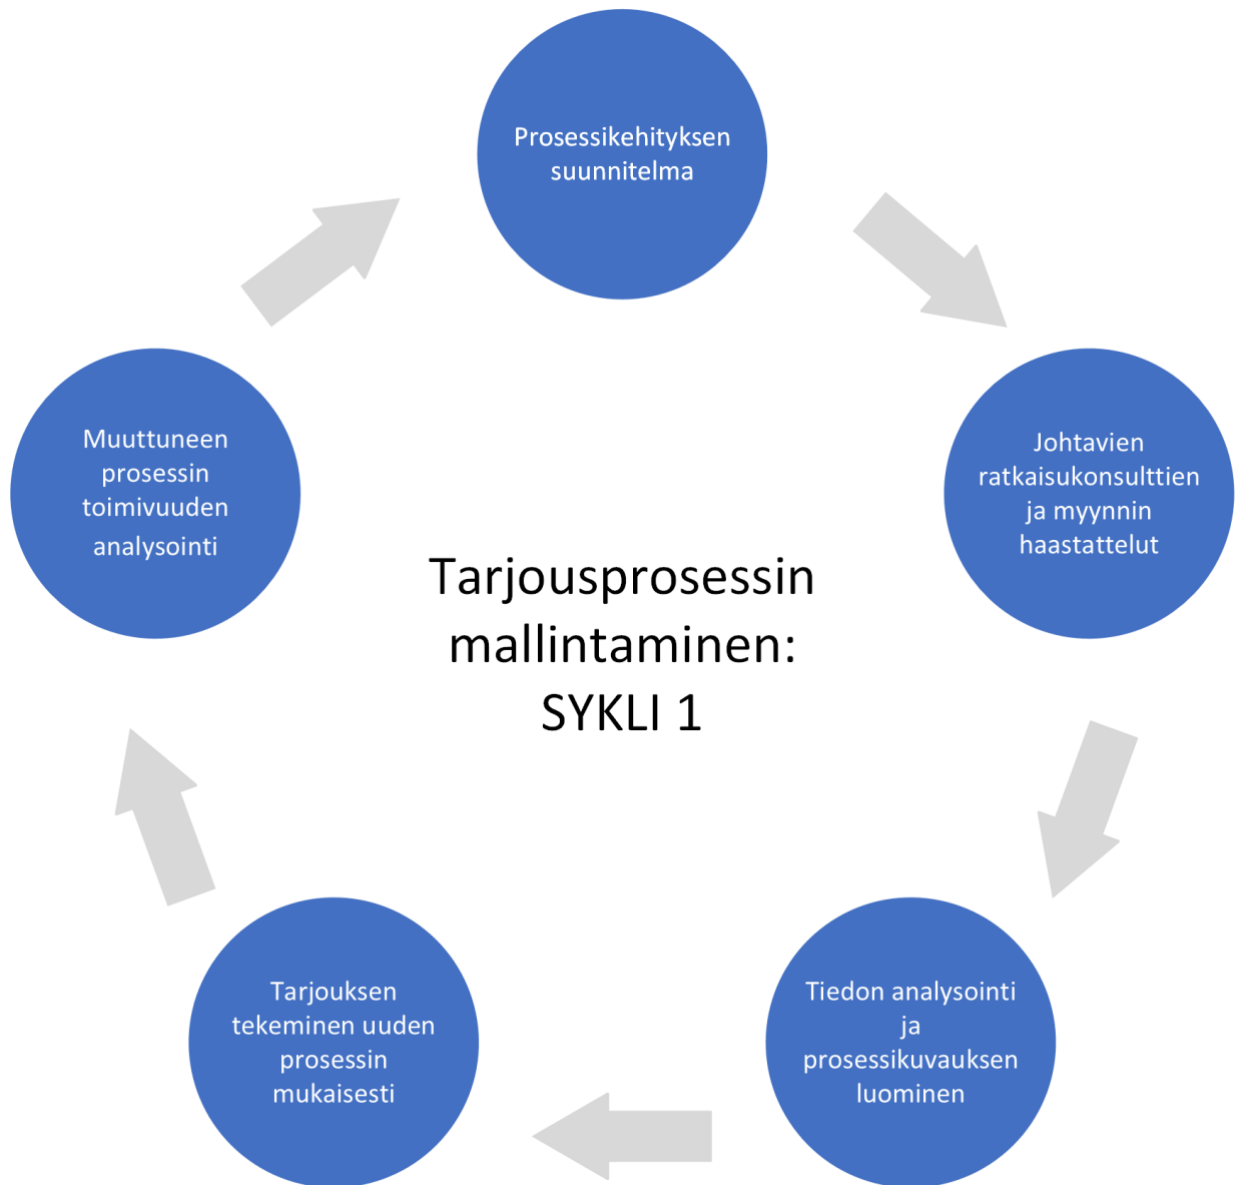 Prosessikehityksen
suunnitelma
Johtavien
ratkaisukonsulttien
ja myynnin
haastattelut
Tiedon analysointi
ja
prosessikuvauksen
luominen
Tarjouksen
tekeminen uuden
prosessin
mukaisesti
Muuttuneen
prosessin
toimivuuden
analysointi
Tarjousprosessin
mallintaminen:
SYKLI 1